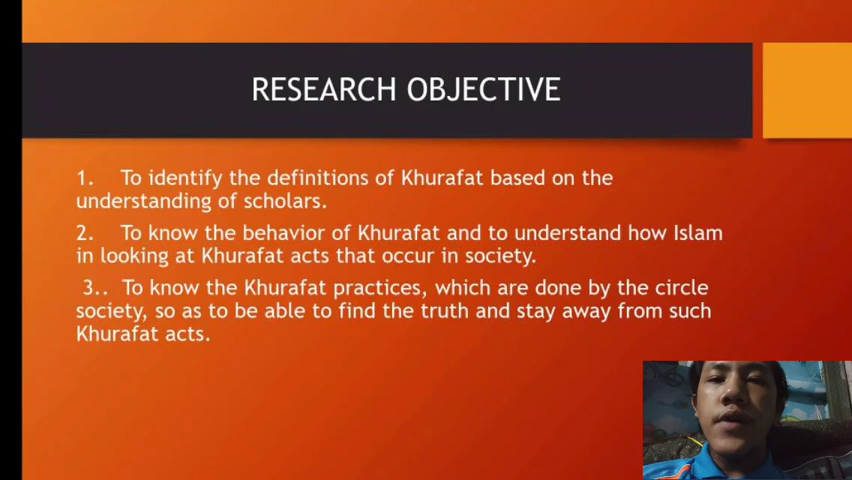 RESEARCH OBJECTIVE
1. To identify the definitions of Khurafat based on the
understanding of scholars.
2. To know the behavior of Khurafat and to understand how Islam
in looking at Khurafat acts that occur in society.
3.. To know the Khurafat practices, which are done by the circle
society, so as to be able to find the truth and stay away from such
Khurafat acts.